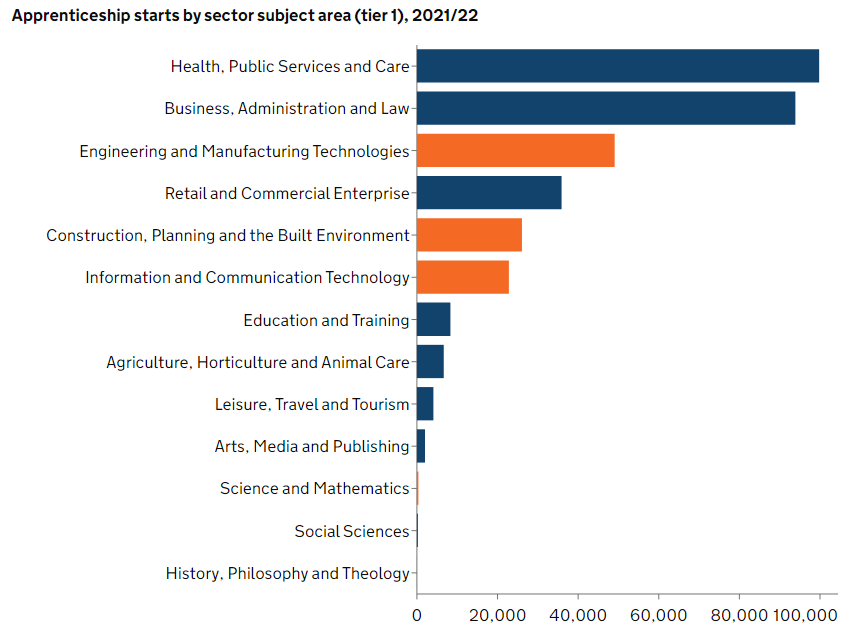 Apprenticeship starts by sector subject area (tier 1), 2021/22
Health, Public Services and Care
Business, Administration and Law
Engineering and Manufacturing Technologies
Retail and Commercial Enterprise
Construction, Planning and the Built Environment
Information and Communication Technology
Education and Training
Agriculture, Horticulture and Animal Care
Leisure, Travel and Tourism
Arts, Media and Publishing
Science and Mathematics
Social Sciences
History, Philosophy and Theology
0 20,000 40,000 60,000 80,000 100,000